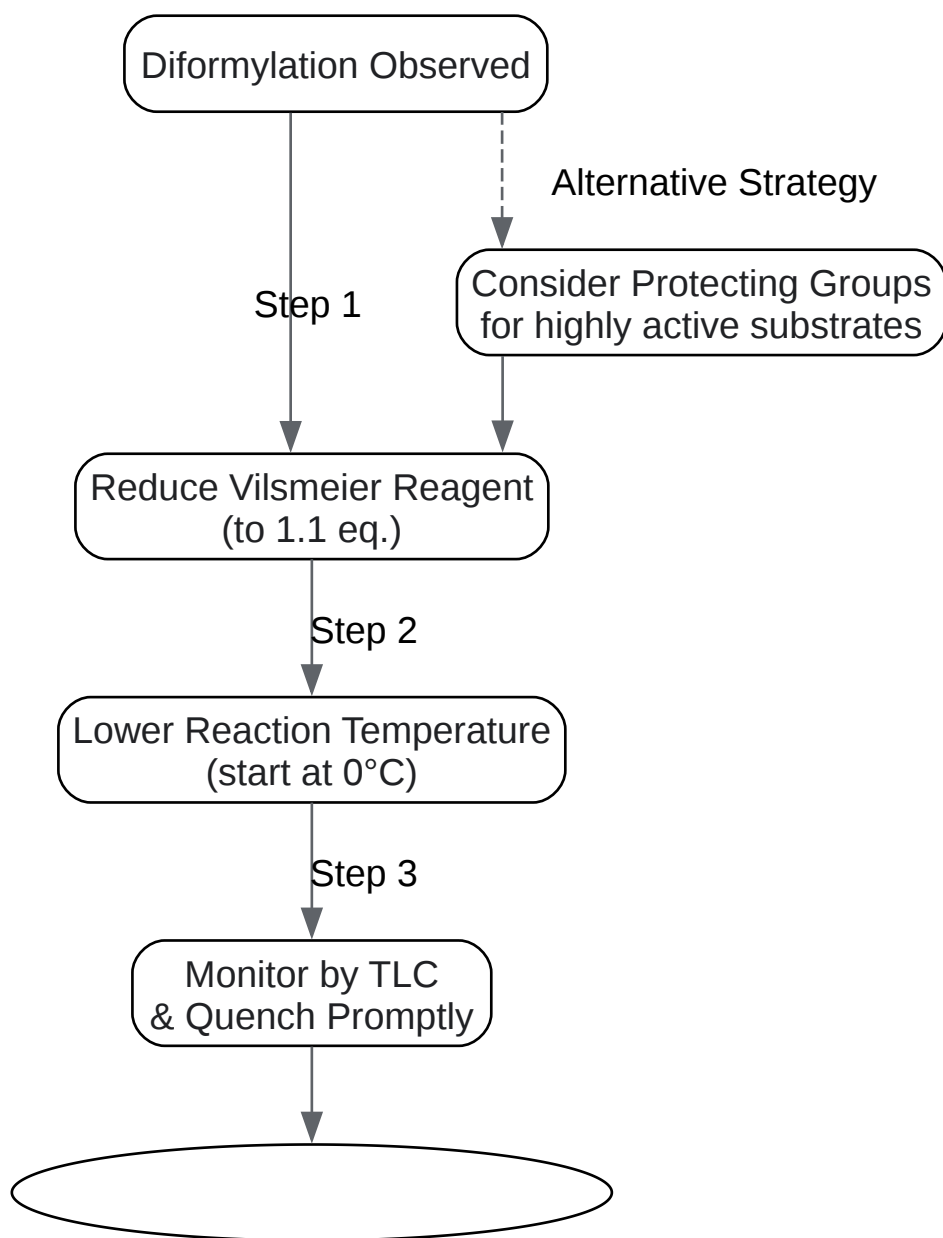 Diformylation Observed
Alternative Strategy
Step 1
Consider Protecting Groups
for highly active substrates
Reduce Vilsmeier Reagent
(to 1.1 eq.)
Step 2
Lower Reaction Temperature
(start at 0°C)
Step 3
Monitor by TLC
& Quench Promptly